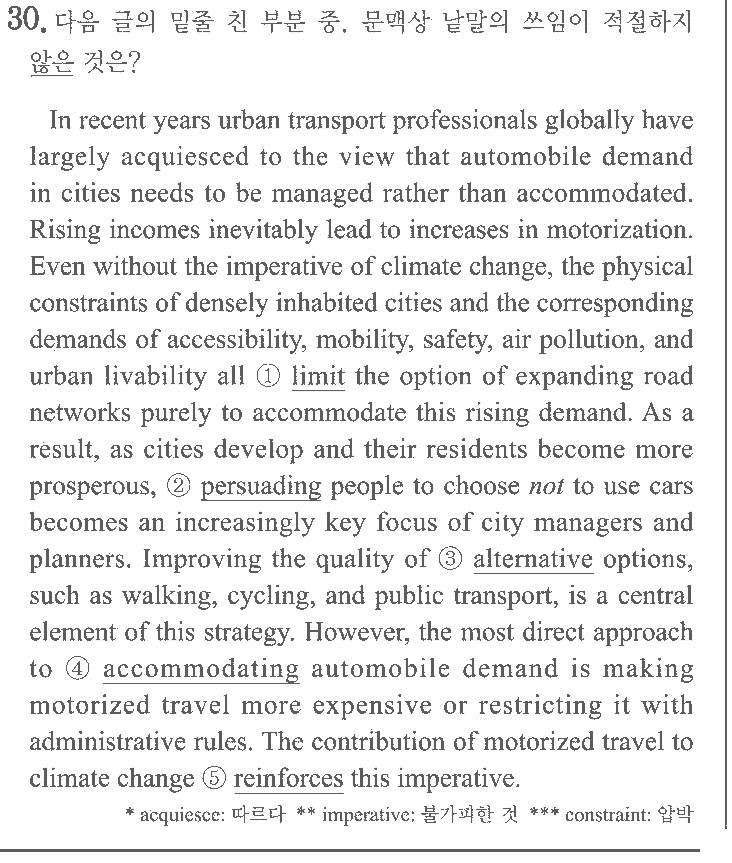 30. 다음 글의 밑줄 친 부분 중, 문맥상 낱말의 쓰임이 적절하지
않은 것은?
In recent years urban transport professionals globally have
largely acquiesced to the view that automobile demand
in cities needs to be managed rather than accommodated.
Rising incomes inevitably lead to increases in motorization.
Even without the imperative of climate change, the physical
constraints of densely inhabited cities and the corresponding
demands of accessibility, mobility, safety, air pollution, and
urban livability all ① limit the option of expanding road
networks purely to accommodate this rising demand. As a
result, as cities develop and their residents become more
prosperous, ② persuading people to choose not to use cars
becomes an increasingly key focus of city managers and
planners. Improving the quality of ③ alternative options,
such as walking, cycling, and public transport, is a central
element of this strategy. However, the most direct approach
to ④ accommodating automobile demand is making
motorized travel more expensive or restricting it with
administrative rules. The contribution of motorized travel to
climate change ⑤ reinforces this imperative.
* acquiesce: 따르다 ** imperative: 불가피한 것 *** constraint: 압박